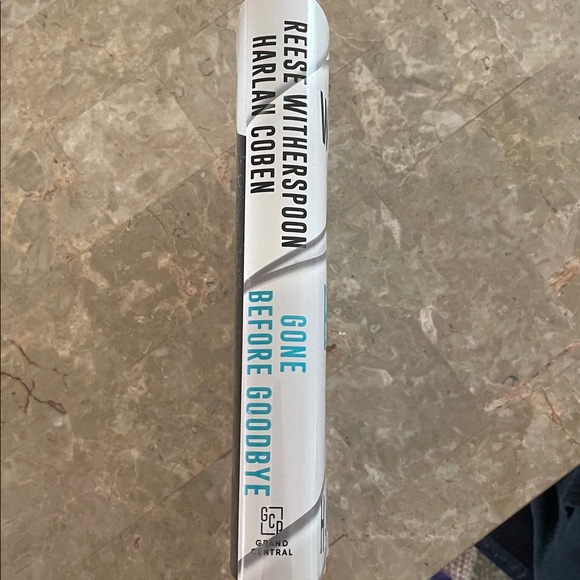 REESE WITHERSPOON
HARLAN COBEN
GONE
BEFORE GOODBYE
GCP
GRAND
CENTRAL